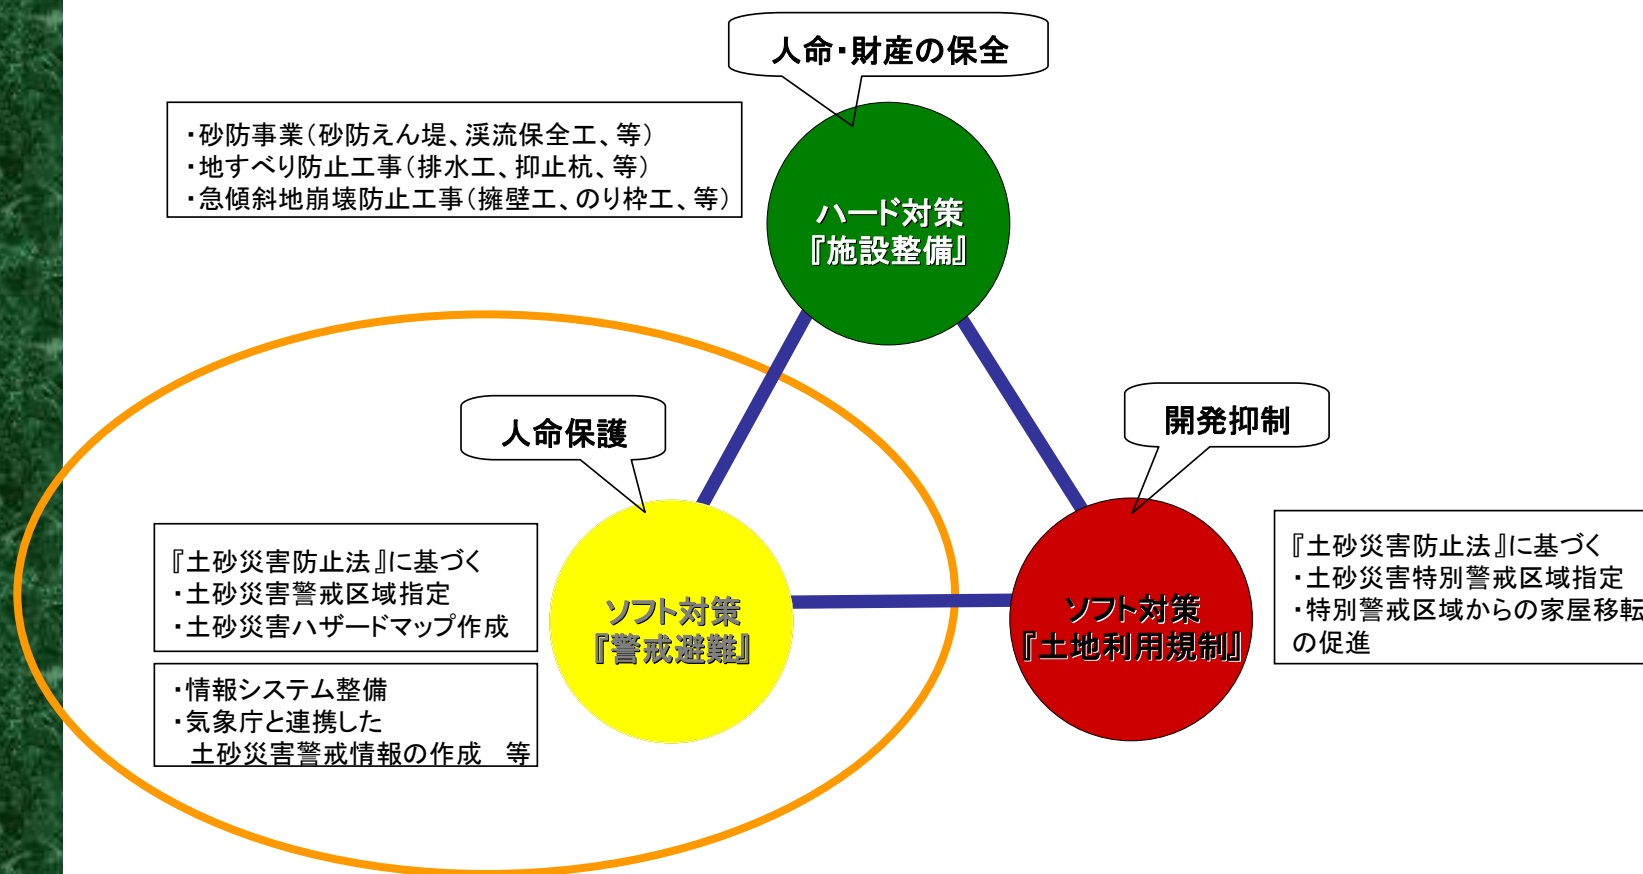 人命・財産の保全
・砂防事業(砂防えん堤、渓流保全工、等)
・地すべり防止工事(排水工、抑止杭、等)
・急傾斜地崩壊防止工事(擁壁工、のり枠工、等)
ハード対策
『施設整備』
人命保護
開発抑制
『土砂災害防止法』に基づく
・土砂災害警戒区域指定
・土砂災害ハザードマップ作成
・情報システム整備
・気象庁と連携した
土砂災害警戒情報の作成　等
ソフト対策
『警戒避難』
ソフト対策
『土地利用規制』
『土砂災害防止法』に基づく
・土砂災害特別警戒区域指定
・特別警戒区域からの家屋移転
の促進